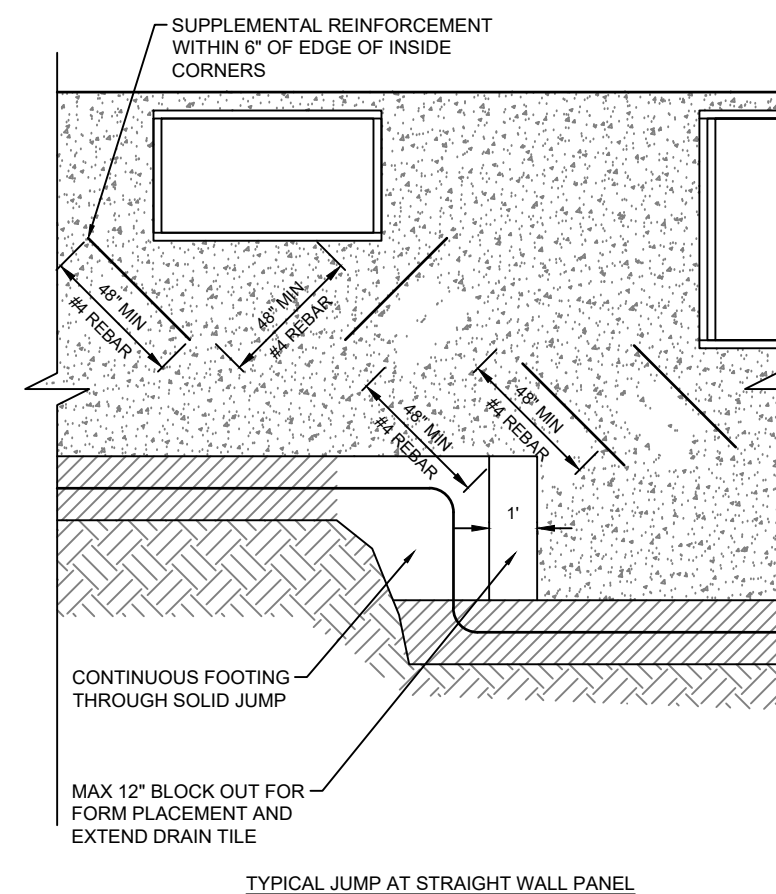 SUPPLEMENTAL REINFORCEMENT
WITHIN 6" OF EDGE OF INSIDE
CORNERS
48" MIN
#4 REBAR
48" MIN
#4 REBAR
48" MIN
#4 REBAR
48" MIN
#4 REBAR
1'
CONTINUOUS FOOTING
THROUGH SOLID JUMP
MAX 12" BLOCK OUT FOR
FORM PLACEMENT AND
EXTEND DRAIN TILE
TYPICAL JUMP AT STRAIGHT WALL PANEL